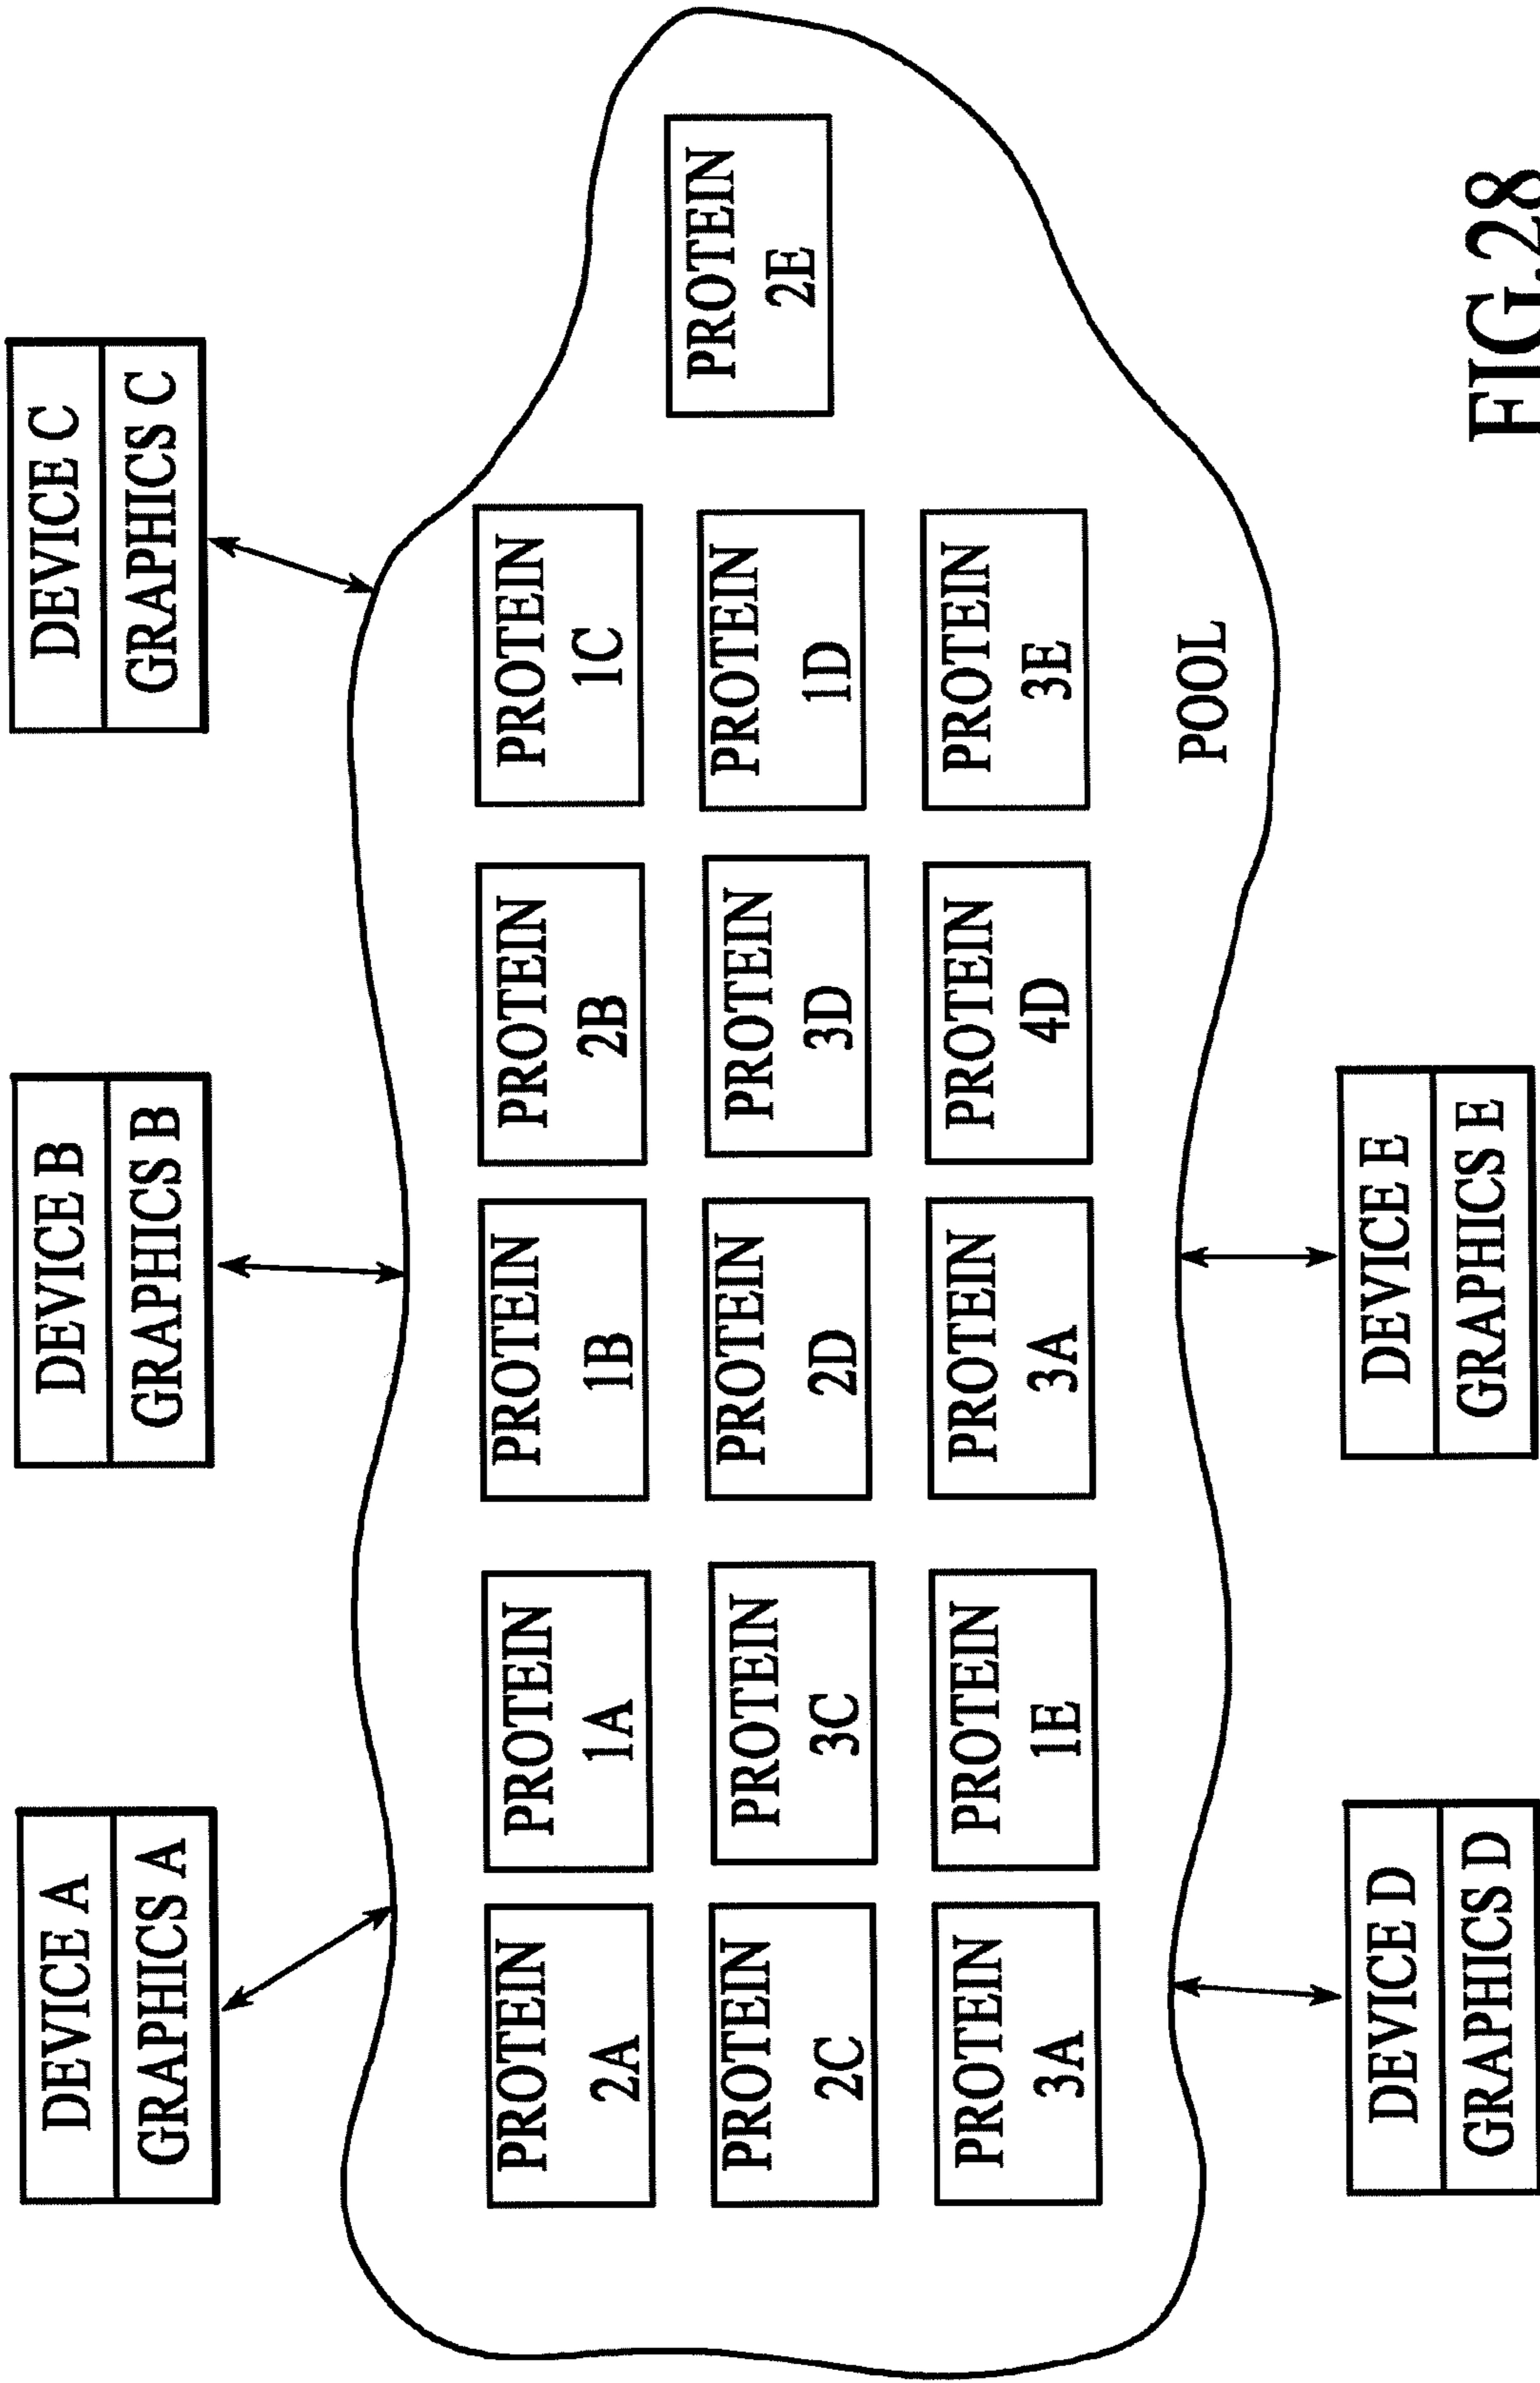 DEVICE A
GRAPHICS A
DEVICE B
GRAPHICS B
DEVICE C
GRAPHICS C
PROTEIN
2A
PROTEIN
1A
PROTEIN
1B
PROTEIN
2B
PROTEIN
1C
PROTEIN
2C
PROTEIN
3C
PROTEIN
2D
PROTEIN
3D
PROTEIN
1D
PROTEIN
2E
PROTEIN
3A
PROTEIN
1E
PROTEIN
3A
PROTEIN
4D
PROTEIN
3E
POOL
DEVICE D
GRAPHICS D
DEVICE E
GRAPHICS E
FIG.28